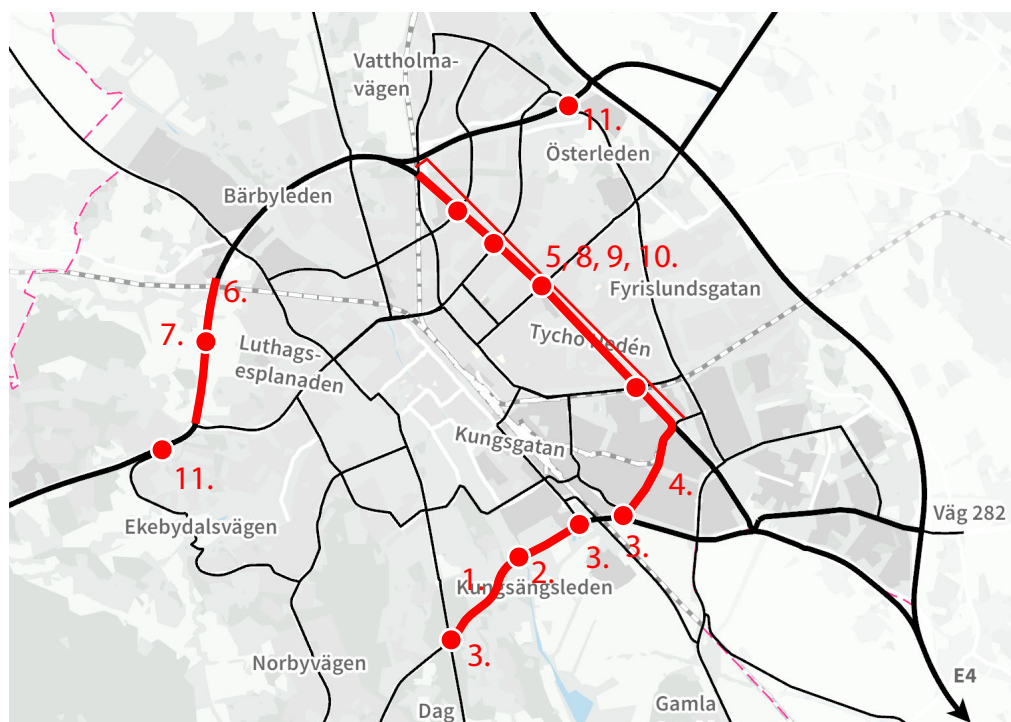 Vattholma-
vägen
11.
Österleden
Bärbyleden
5, 8, 9, 10.
6.
Fyrislundsgatan
7.
Tycho Hedén
Luthags-
esplanaden
Kungsgatan
11.
4.
Väg 282
Ekebydalsvägen
3.
3.
1.
2.
Kungsängsleden
3.
Norbyvägen
E4
Dag
Gamla